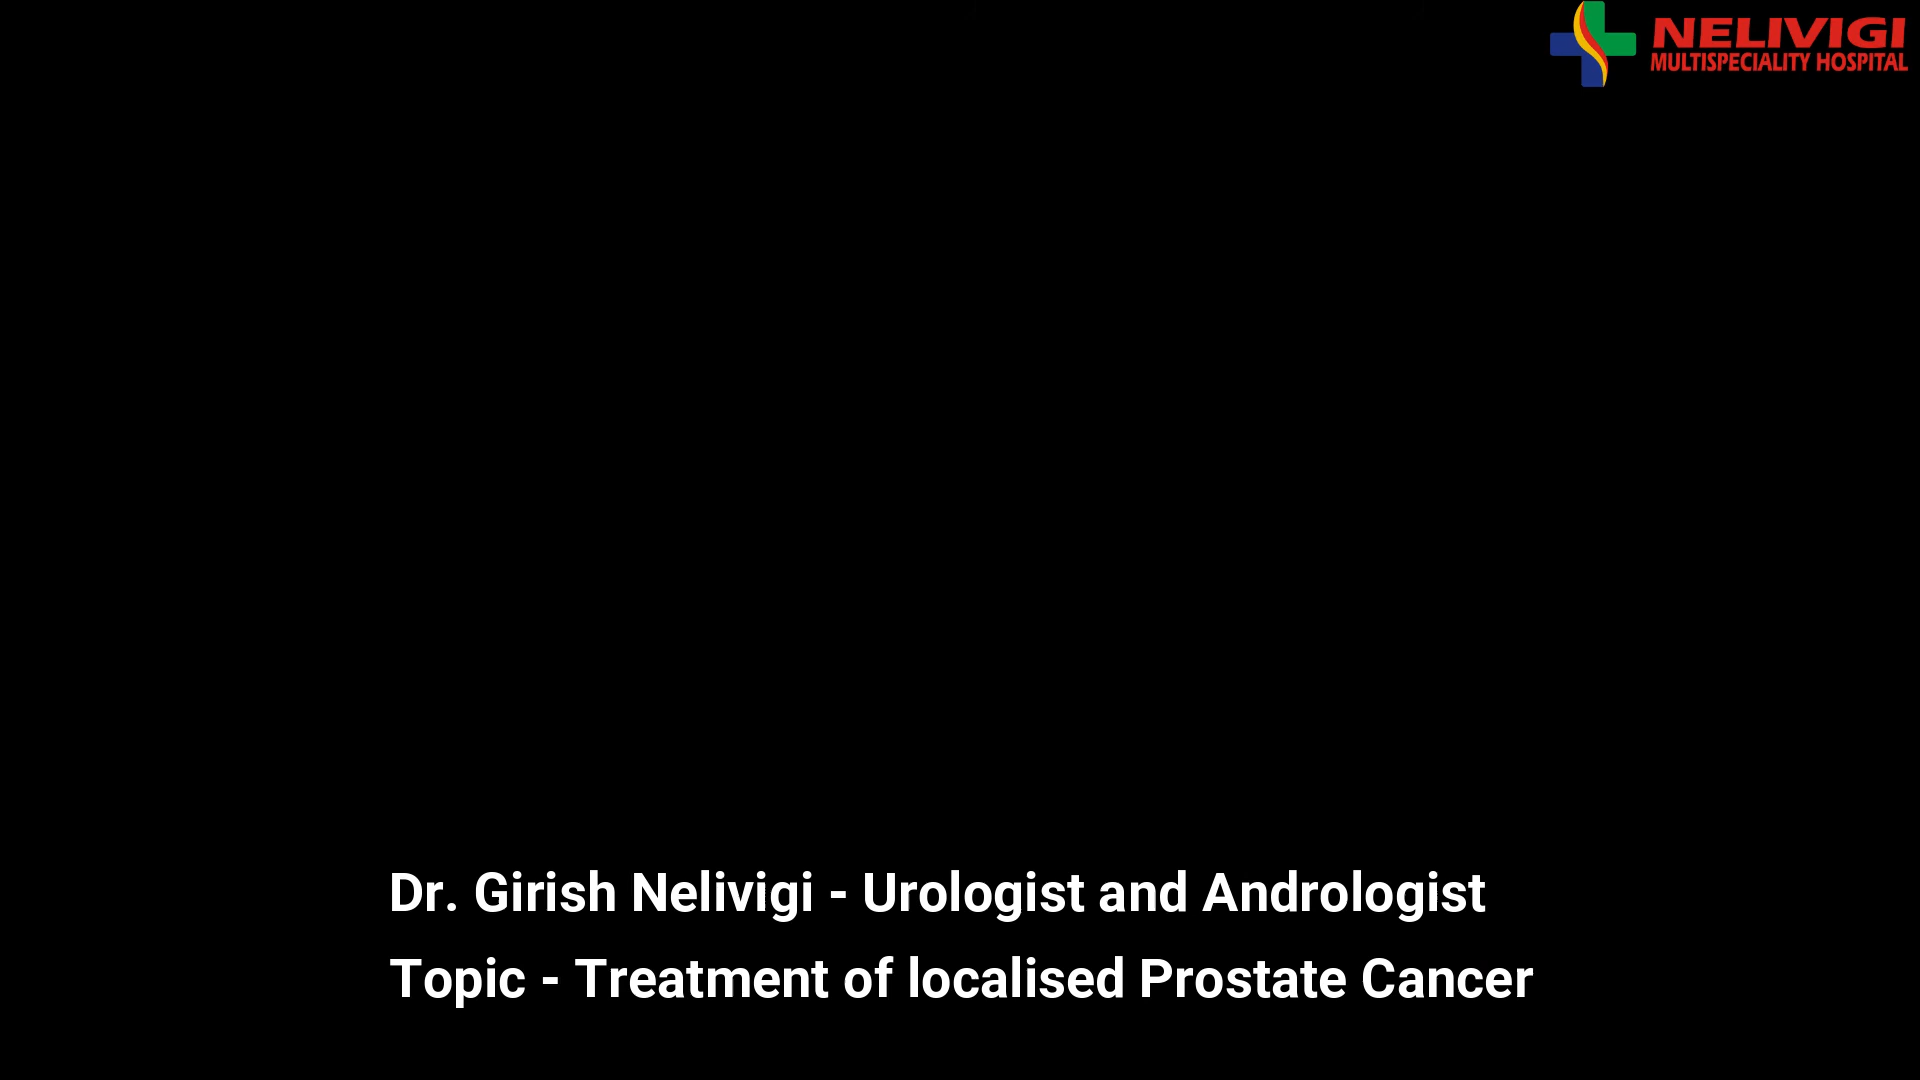 NELIVIGI
MULTISPECIALITY HOSPITAL
Dr. Girish Nelivigi - Urologist and Andrologist
Topic - Treatment of localised Prostate Cancer